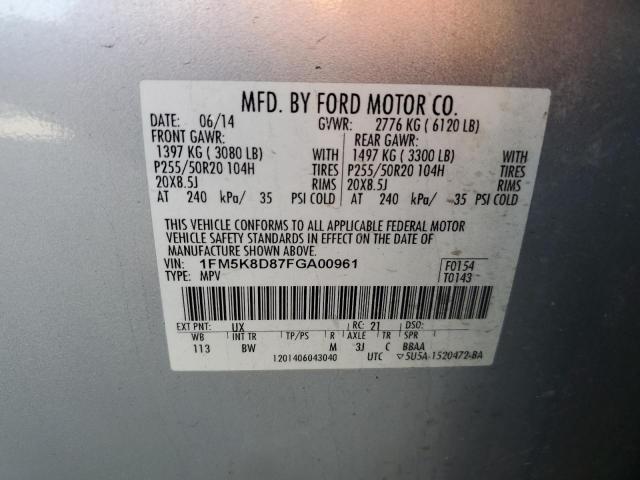 MFD. BY FORD MOTOR CO.
DATE: 06/14 GVWR: 2776 KG ( 6120 LB)
FRONT GAWR: REAR GAWR:
1397 KG ( 3080 LB) WITH 1497 KG ( 3300 LB) WITH
P255/50R20 104H TIRES P255/50R20 104H TIRES
20X8.5J RIMS 20X8.5J RIMS
AT 240 kPa/ 35 PSI COLD AT 240 kPa/ 35 PSI COLD
THIS VEHICLE CONFORMS TO ALL APPLICABLE FEDERAL MOTOR
VEHICLE SAFETY STANDARDS IN EFFECT ON THE DATE OF
MANUFACTURE SHOWN ABOVE.
VIN: 1FM5K8D87FGA00961 F0154
TYPE: MPV T0143
EXT PNT: UX RC: 21 DSO:
WB INT TR TP/PS R AXLE TR SPR
113 BW M 3J C BBAA
1201406043040 UTC ▽5U5A-1520472-BA